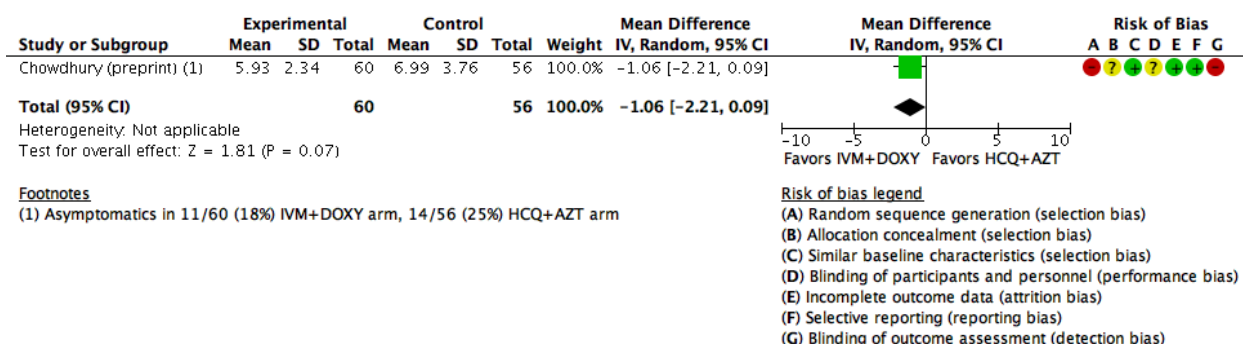 Experimental Control Mean Difference Mean Difference Risk of Bias
Study or Subgroup Mean SD Total Mean SD Total Weight IV, Random, 95% CI IV, Random, 95% CI A B C D E F G
Chowdhury (preprint) (1) 5.93 2.34 60 6.99 3.76 56 100.0% -1.06 [-2.21, 0.09] - ? + ? + + -
Total (95% CI) 60 56 100.0% -1.06 [-2.21, 0.09]
Heterogeneity: Not applicable
Test for overall effect: Z = 1.81 (P = 0.07)
-10 -5 0 5 10
Favors IVM+DOXY Favors HCQ+AZT
Footnotes
(1) Asymptomatics in 11/60 (18%) IVM+DOXY arm, 14/56 (25%) HCQ+AZT arm
Risk of bias legend
(A) Random sequence generation (selection bias)
(B) Allocation concealment (selection bias)
(C) Similar baseline characteristics (selection bias)
(D) Blinding of participants and personnel (performance bias)
(E) Incomplete outcome data (attrition bias)
(F) Selective reporting (reporting bias)
(G) Blinding of outcome assessment (detection bias)